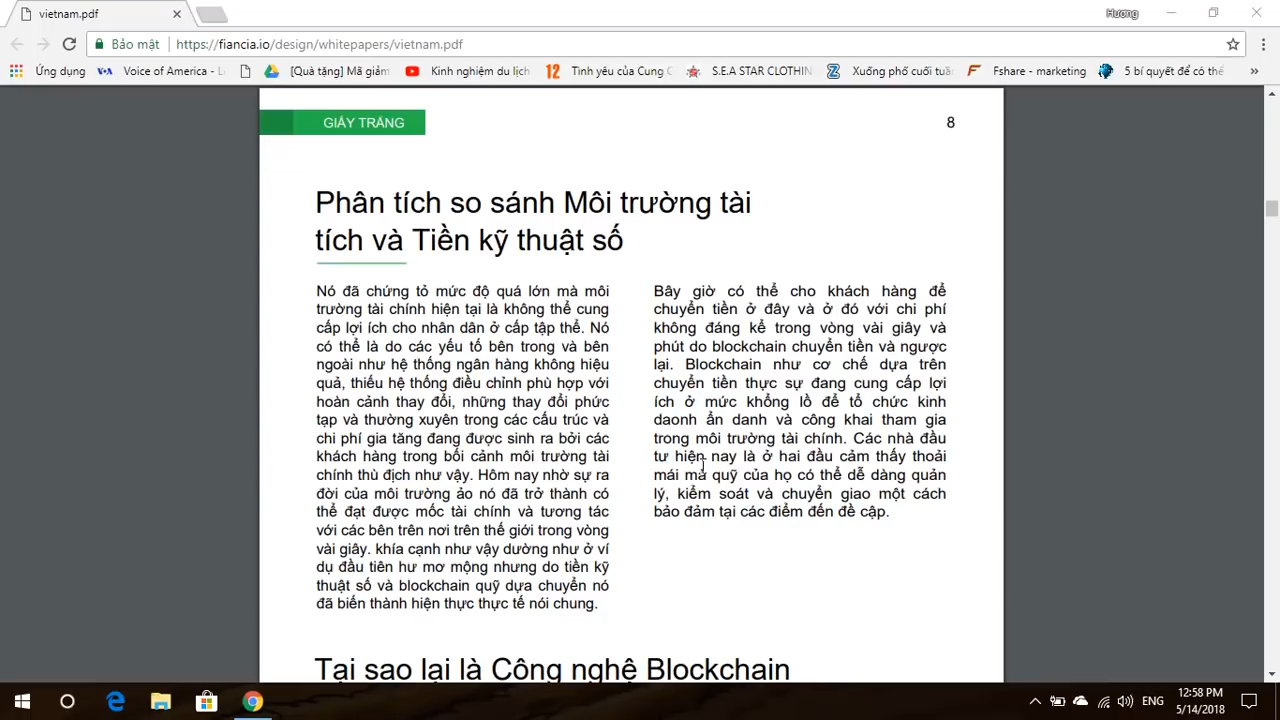 vietnam.pdf
Hương
Bảo mật
https://fiancia.io/design/whitepapers/vietnam.pdf
Ứng dụng
VOA
Voice of America - L
[Quà tặng] Mã giảm
Kinh nghiệm du lịch
12
Tình yêu của Cung C
S.E.A STAR CLOTHIN
Xuống phố cuối tuần
Fshare - marketing
5 bí quyết để có thể
»
GIẤY TRẮNG
8
Phân tích so sánh Môi trường tài
tích và Tiền kỹ thuật số
Nó đã chứng tỏ mức độ quá lớn mà môi
trường tài chính hiện tại là không thể cung
cấp lợi ích cho nhân dân ở cấp tập thể. Nó
có thể là do các yếu tố bên trong và bên
ngoài như hệ thống ngân hàng không hiệu
quả, thiếu hệ thống điều chỉnh phù hợp với
hoàn cảnh thay đổi, những thay đổi phức
tạp và thường xuyên trong các cấu trúc và
chi phí gia tăng đang được sinh ra bởi các
khách hàng trong bối cảnh môi trường tài
chính thù địch như vậy. Hôm nay nhờ sự ra
đời của môi trường ảo nó đã trở thành có
thể đạt được mốc tài chính và tương tác
với các bên trên nơi trên thế giới trong vòng
vài giây. khía cạnh như vậy dường như ở ví
dụ đầu tiên hư mơ mộng nhưng do tiền kỹ
thuật số và blockchain quỹ dựa chuyển nó
đã biến thành hiện thực thực tế nói chung.
Bây giờ có thể cho khách hàng để
chuyển tiền ở đây và ở đó với chi phí
không đáng kể trong vòng vài giây và
phút do blockchain chuyển tiền và ngược
lại. Blockchain như cơ chế dựa trên
chuyển tiền thực sự đang cung cấp lợi
ích ở mức khổng lồ để tổ chức kinh
daonh ẩn danh và công khai tham gia
trong môi trường tài chính. Các nhà đầu
tư hiện nay là ở hai đầu cảm thấy thoải
mái mà quỹ của họ có thể dễ dàng quản
lý, kiểm soát và chuyển giao một cách
bảo đảm tại các điểm đến đề cập.
Tại sao lại là Công nghệ Blockchain
ENG
12:58 PM
5/14/2018